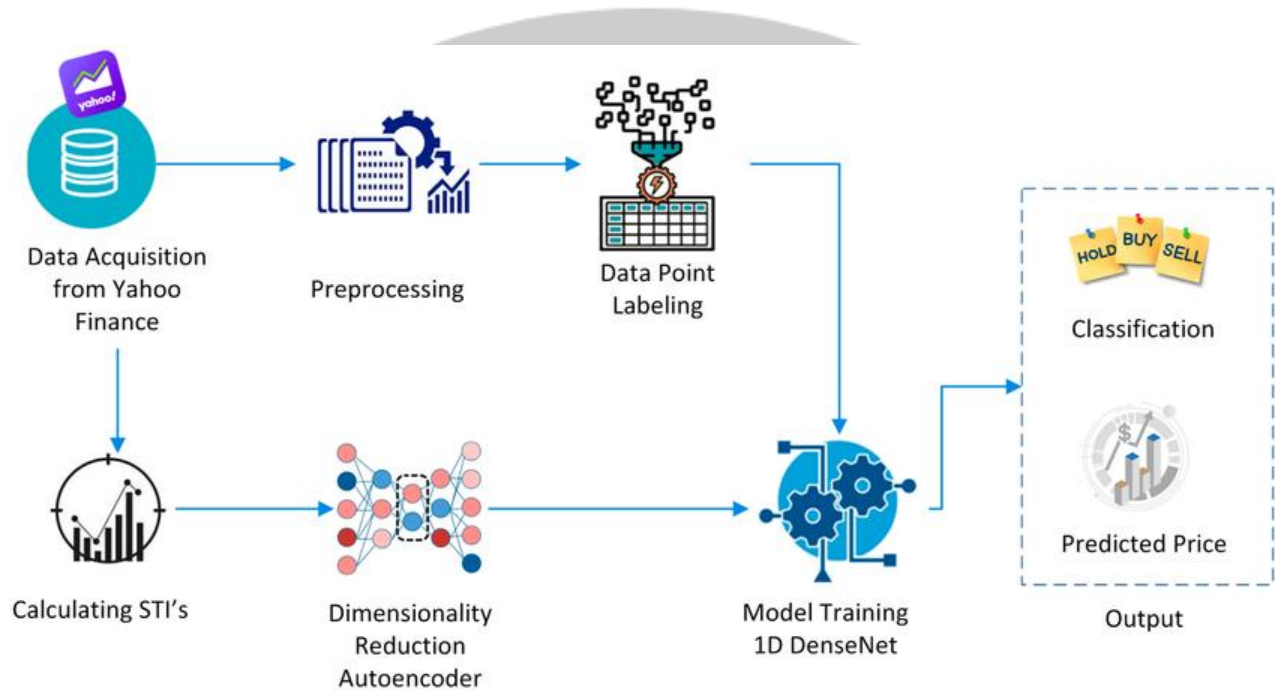 yahoo!
Data Acquisition
from Yahoo
Finance
Preprocessing
Data Point
Labeling
HOLD
BUY
SELL
Classification
$
Predicted Price
Calculating STI's
Dimensionality
Reduction
Autoencoder
Model Training
1D DenseNet
Output